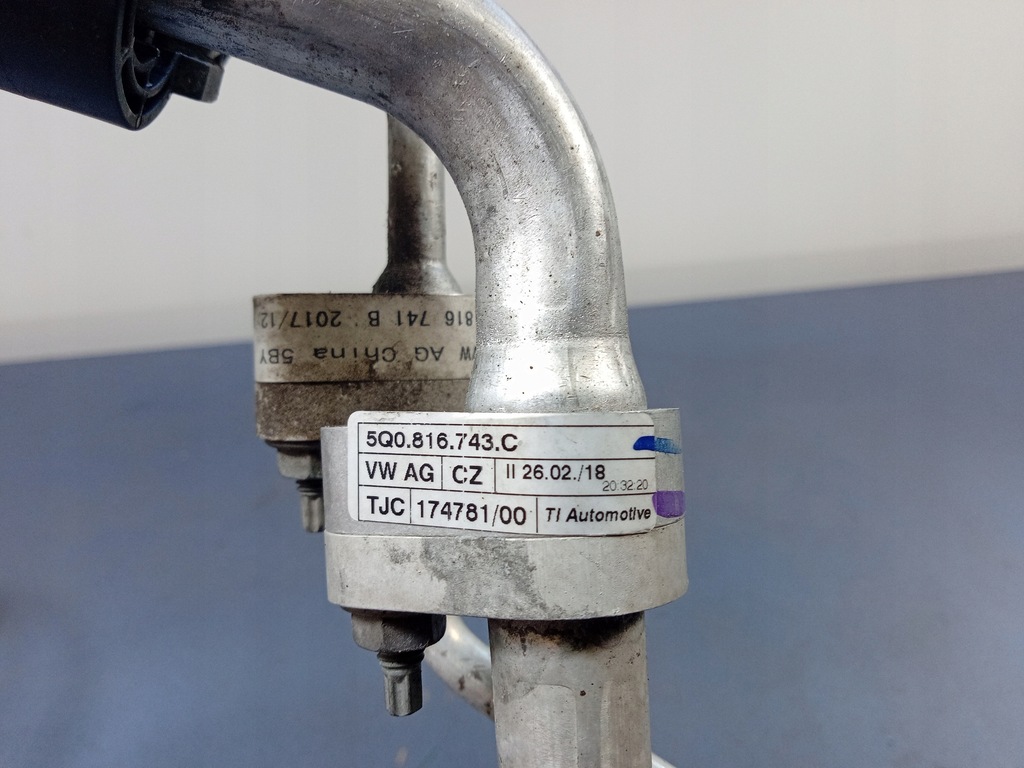 816 741 B 2017/12
VW AG China 5BY
5Q0.816.743.C
VW AG CZ II 26.02./18 20:32:20
TJC 174781/00 TI Automotive